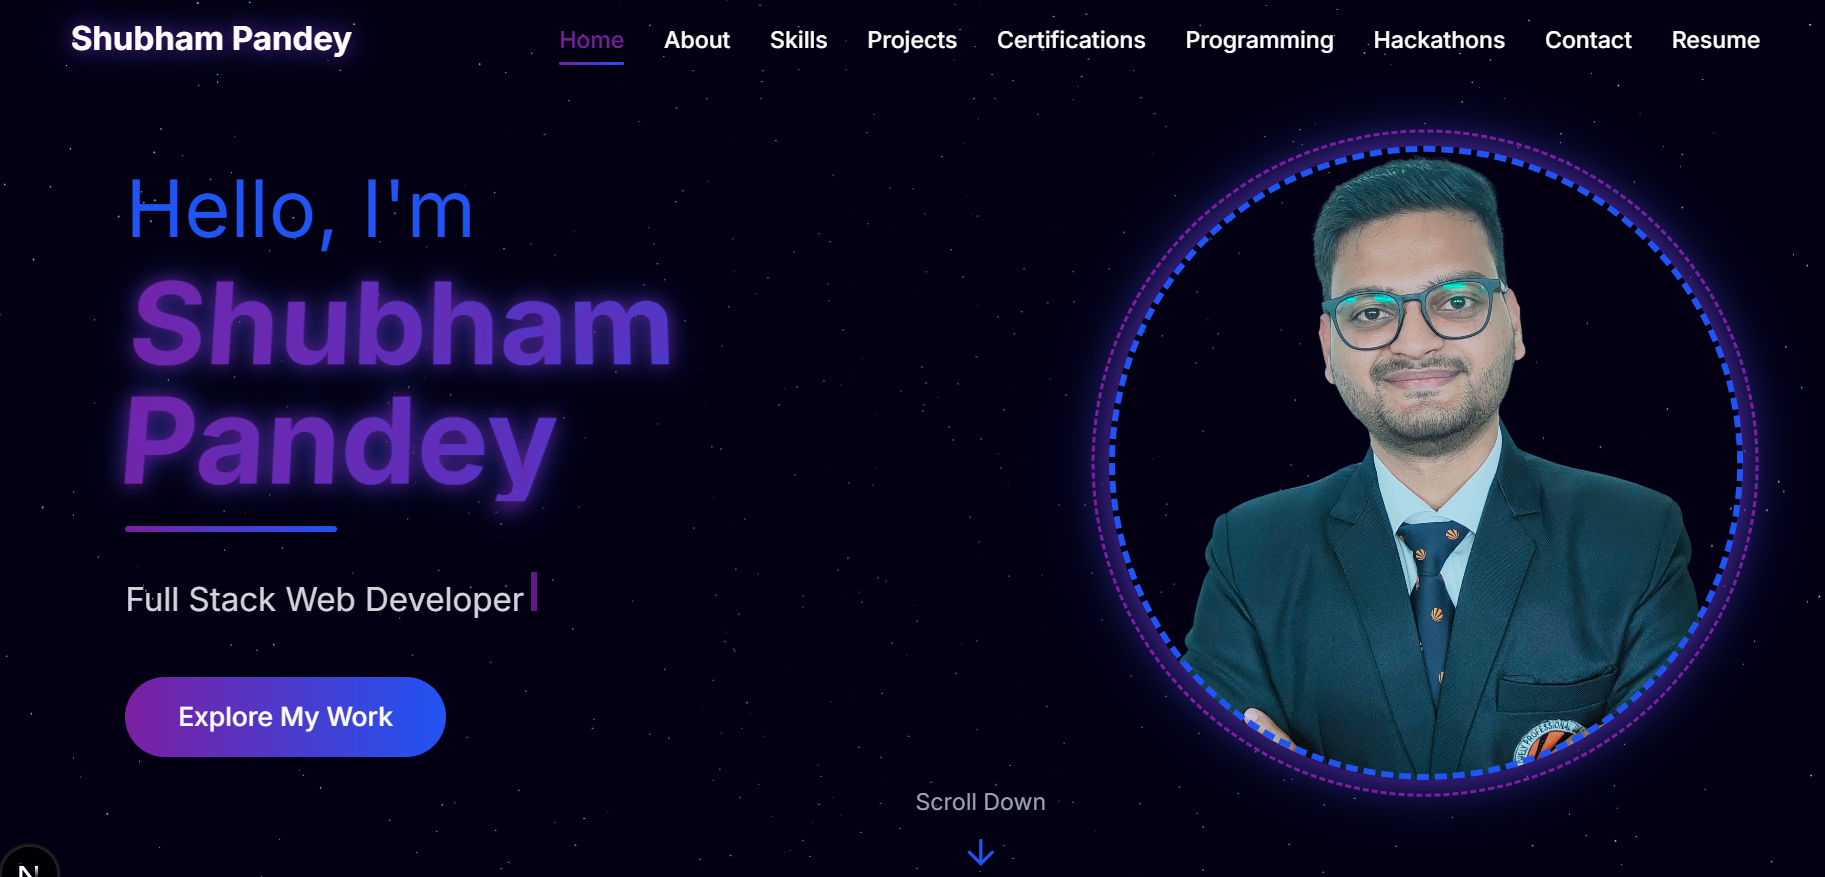 Shubham Pandey
Home About Skills Projects Certifications Programming Hackathons Contact Resume
Hello, I'm
Shubham
Pandey
Full Stack Web Developer
Explore My Work
Scroll Down
PROFESSIONAL
N